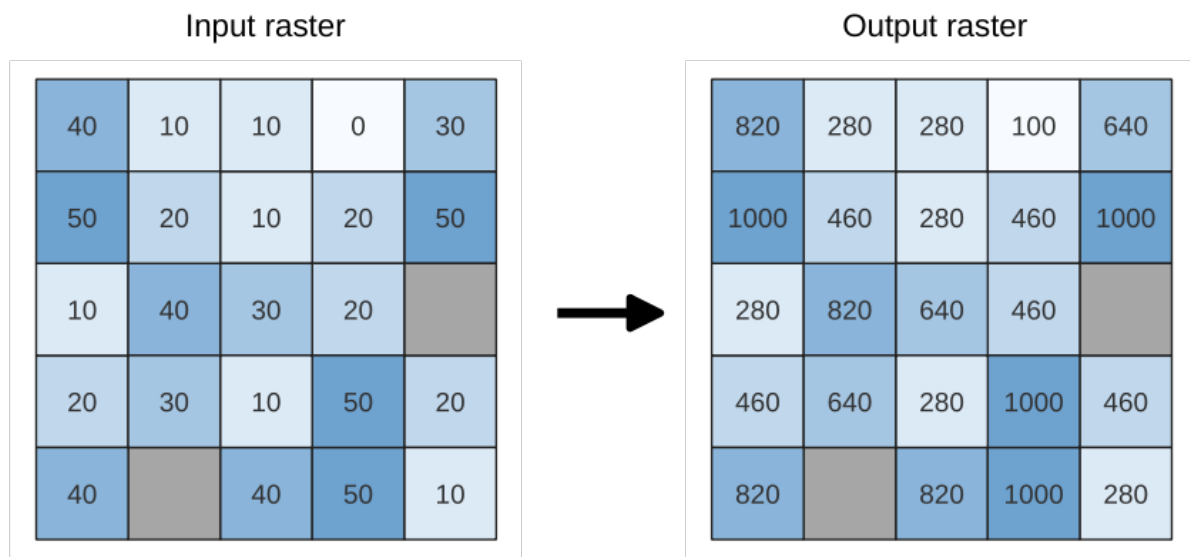 Input raster
Output raster
40 10 10 0 30
50 20 10 20 50
10 40 30 20
20 30 10 50 20
40 40 50 10
820 280 280 100 640
1000 460 280 460 1000
280 820 640 460
460 640 280 1000 460
820 820 1000 280